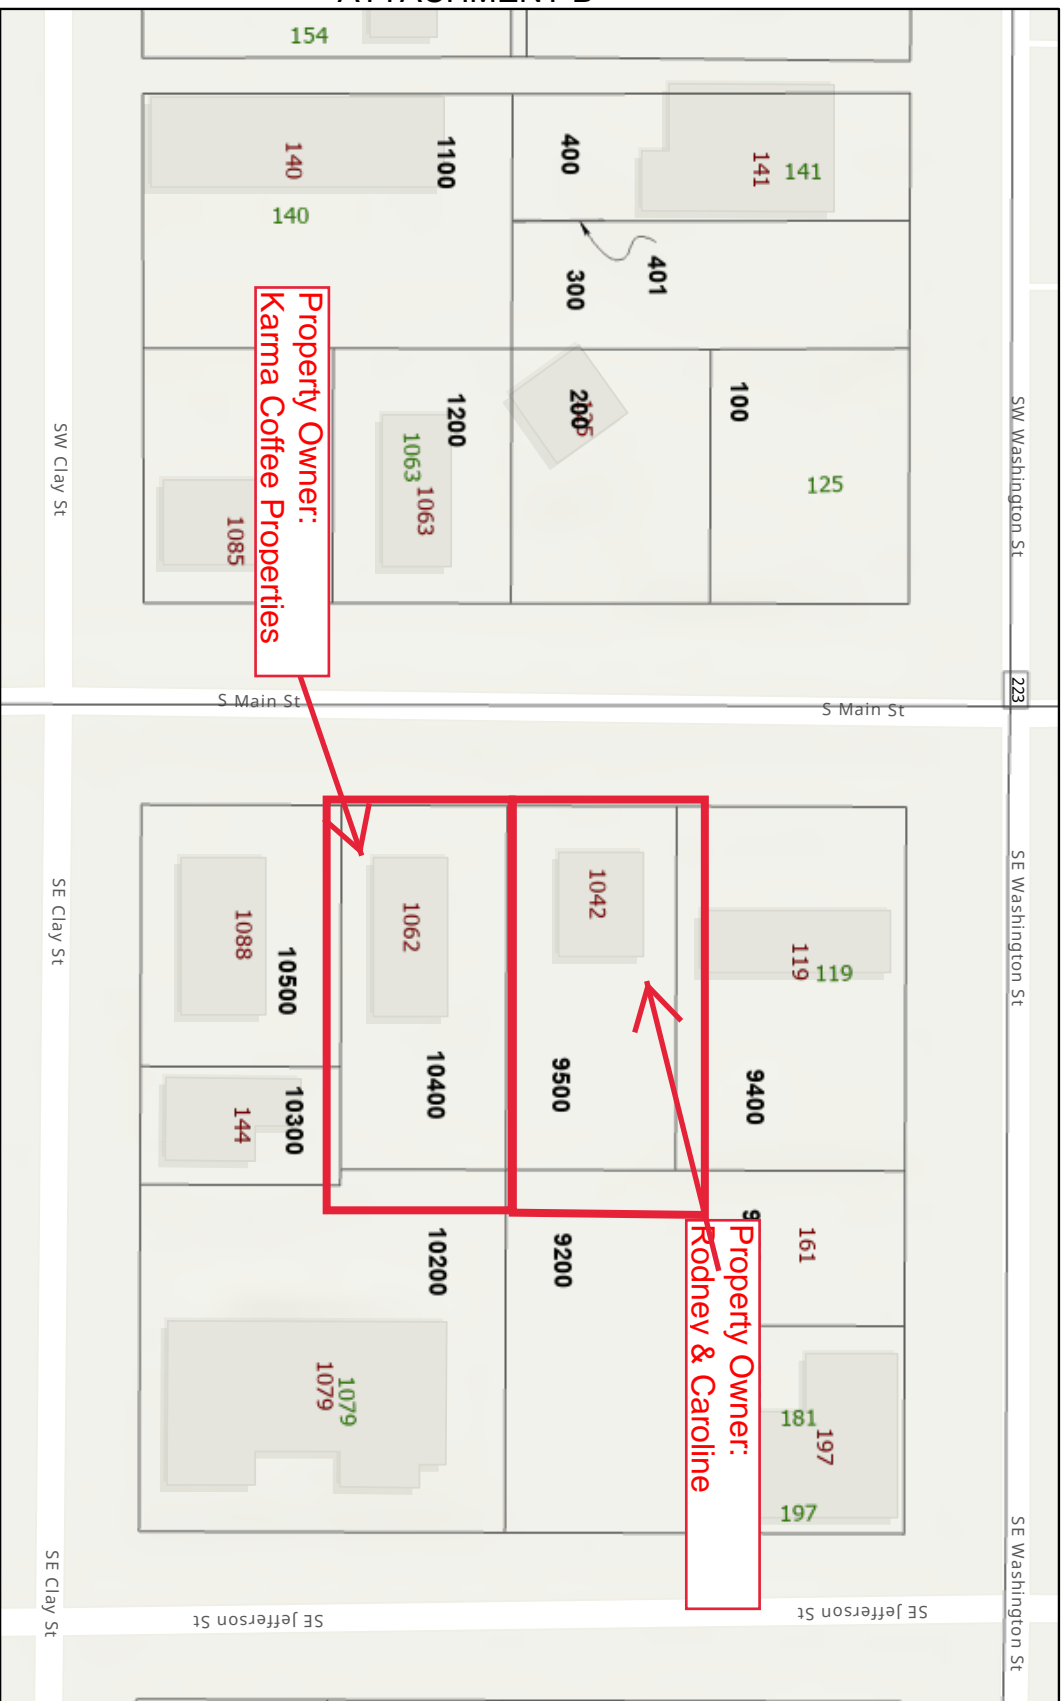 154
140
140
1100
400
141
141
401
300
Property Owner:
Karma Coffee Properties
1200
1063
1063
1085
200
100
125
SW Clay St
SW Washington St
S Main St
S Main St
223
SE Clay St
SE Washington St
1088
10500
1062
10400
1042
9500
119
119
9400
144
10300
10200
9200
161
Property Owner:
Rodney & Caroline
1079
1079
181
197
197
SE Clay St
SE Jefferson St
SE Jefferson St
SE Washington St